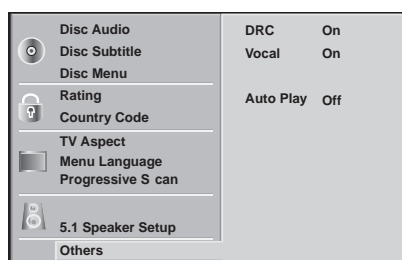 Disc Audio
Disc Subtitle
Disc Menu
Rating
Country Code
TV Aspect
Menu Language
Progressive S can
5.1 Speaker Setup
Others
DRC On
Vocal On
Auto Play Off